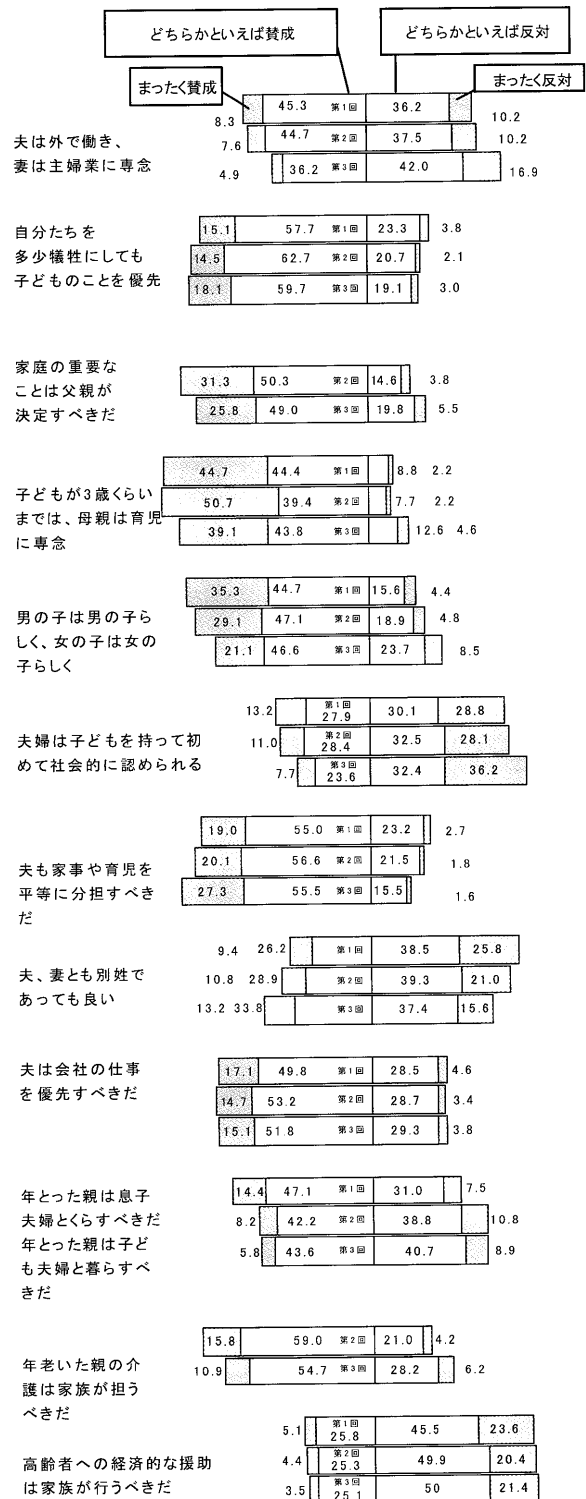 どちらかといえば賛成 どちらかといえば反対
まったく賛成 まったく反対
45.3 第1回 36.2
8.3 10.2
夫は外で働き、
44.7 第2回 37.5
7.6 10.2
妻は主婦業に専念
36.2 第3回 42.0
4.9 16.9
自分たちを
15.1 57.7 第1回 23.3 3.8
多少犠牲にしても
14.5 62.7 第2回 20.7 2.1
子どものことを優先
18.1 59.7 第3回 19.1 3.0
家庭の重要な
ことは父親が
31.3 50.3 第2回 14.6 3.8
決定すべきだ
25.8 49.0 第3回 19.8 5.5
44.7 44.4 第1回 8.8 2.2
子どもが3歳くらい
50.7 39.4 第2回 7.7 2.2
までは、母親は育児
に専念
39.1 43.8 第3回 12.6 4.6
35.3 44.7 第1回 15.6 4.4
男の子は男の子ら
29.1 47.1 第2回 18.9 4.8
しく、女の子は女の
21.1 46.6 第3回 23.7 8.5
子らしく
13.2 第1回 27.9 30.1 28.8
夫婦は子どもを持って初
11.0 第2回 28.4 32.5 28.1
めて社会的に認められる
7.7 第3回 23.6 32.4 36.2
19.0 55.0 第1回 23.2 2.7
夫も家事や育児を
20.1 56.6 第2回 21.5 1.8
平等に分担すべき
27.3 55.5 第3回 15.5 1.6
だ
9.4 26.2 第1回 38.5 25.8
夫、妻とも別姓で
10.8 28.9 第2回 39.3 21.0
あっても良い
13.2 33.8 第3回 37.4 15.6
夫は会社の仕事
17.1 49.8 第1回 28.5 4.6
を優先すべきだ
14.7 53.2 第2回 28.7 3.4
15.1 51.8 第3回 29.3 3.8
年とった親は息子
14.4 47.1 第1回 31.0 7.5
夫婦とくらすべきだ
8.2 42.2 第2回 38.8 10.8
年とった親は子ど
5.8 43.6 第3回 40.7 8.9
も夫婦と暮らすべ
きだ
15.8 59.0 第2回 21.0 4.2
年老いた親の介
10.9 54.7 第3回 28.2 6.2
護は家族が担う
べきだ
5.1 第1回 25.8 45.5 23.6
高齢者への経済的な援助
4.4 第2回 25.3 49.9 20.4
は家族が行うべきだ
3.5 第3回 25.1 50 21.4